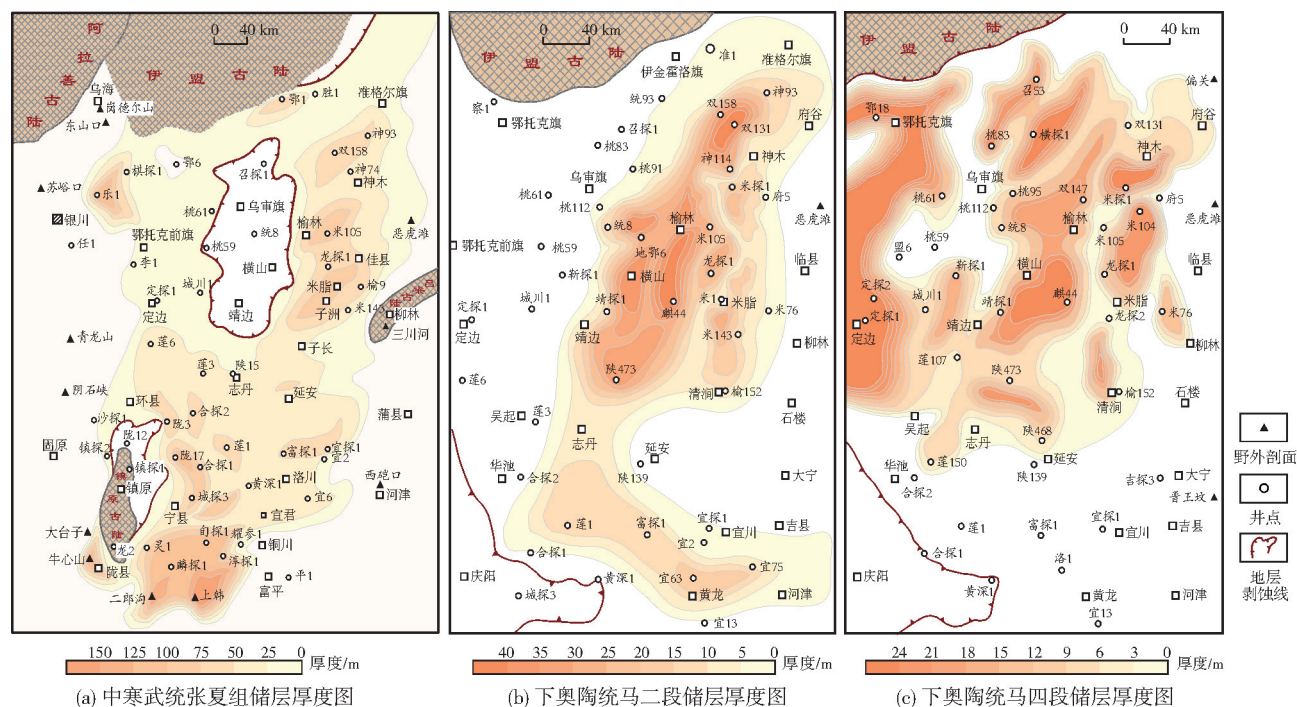 阿拉善古陆
伊盟古陆
0 40 km
乌海
岗德尔山
东山口
鄂1
胜1
准格尔旗
神93
双158
神74
神木
棋探1
鄂6
召探1
苏峪口
乐1
桃61
乌审旗
银川
统8
榆林
米105
恶虎滩
任1
鄂托克前旗
桃59
李1
横山
龙探1
佳县
定探1
城川1
米脂
榆9
定边
靖边
子洲
米143
柳林
三川河
青龙山
莲6
子长
莲3
陕15
志丹
阴石峡
环县
延安
沙探1
合探2
陇3
蒲县
固原
镇探2
陇12
陇17
莲1
富探1
宜探1
宜2
镇探1
合探1
黄深1
洛川
西硙口
镇原
城探3
宜6
河津
宁县
宜君
大台子
旬探1
耀参1
铜川
龙2
灵1
牛心山
陇县
麟探1
淳探1
富平
平1
二郎沟
上韩
150 125 100 75 50 25 0 厚度/m
(a) 中寒武统张夏组储层厚度图
0 40 km
伊盟古陆
准1
伊金霍洛旗
准格尔旗
察1
统93
双158
神93
鄂托克旗
召探1
双131
府谷
桃83
神114
神木
桃91
乌审旗
米探1
府5
桃61
桃112
恶虎滩
统8
榆林
米105
鄂托克前旗
桃59
地鄂6
靳探1
横山
龙探1
临县
城川1
靖探1
麒44
米1
米脂
米76
定探1
定边
靖边
米143
柳林
陕473
莲6
清涧
榆152
石楼
吴起
莲3
志丹
延安
华池
合探2
陕139
大宁
莲1
富探1
宜探1
宜川
吉县
宜2
合探1
庆阳
黄深1
宜63
宜75
城探3
黄龙
河津
宜13
40 30 20 10 0 厚度/m
(b) 下奥陶统马二段储层厚度图
伊盟古陆
0 40 km
召53
偏关
鄂18
鄂托克旗
桃83
横探1
双131
府谷
神木
乌审旗
桃61
桃95
双147
米探1
府5
桃112
恶虎滩
统8
榆林
米105
米104
盟6
桃59
靳探1
横山
龙探1
临县
定探2
城川1
靖探1
麒44
米脂
米76
定探1
定边
靖边
龙探2
柳林
莲107
陕473
榆152
清涧
石楼
吴起
志丹
陕468
莲150
延安
华池
合探2
陕139
吉探3
大宁
晋王坟
莲1
富探1
宜探1
宜川
吉县
合探1
洛1
庆阳
黄深1
黄龙
河津
宜13
24 21 18 15 12 9 6 3 0 厚度/m
(c) 下奥陶统马四段储层厚度图
野外剖面
井点
地层
剥蚀线